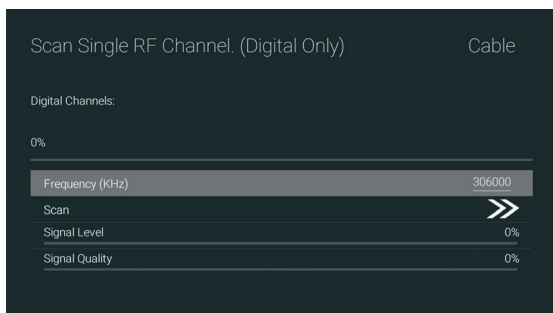 Scan Single RF Channel. (Digital Only) Cable
Digital Channels:
0%
Frequency (KHz) 306000
Scan
Signal Level 0%
Signal Quality 0%